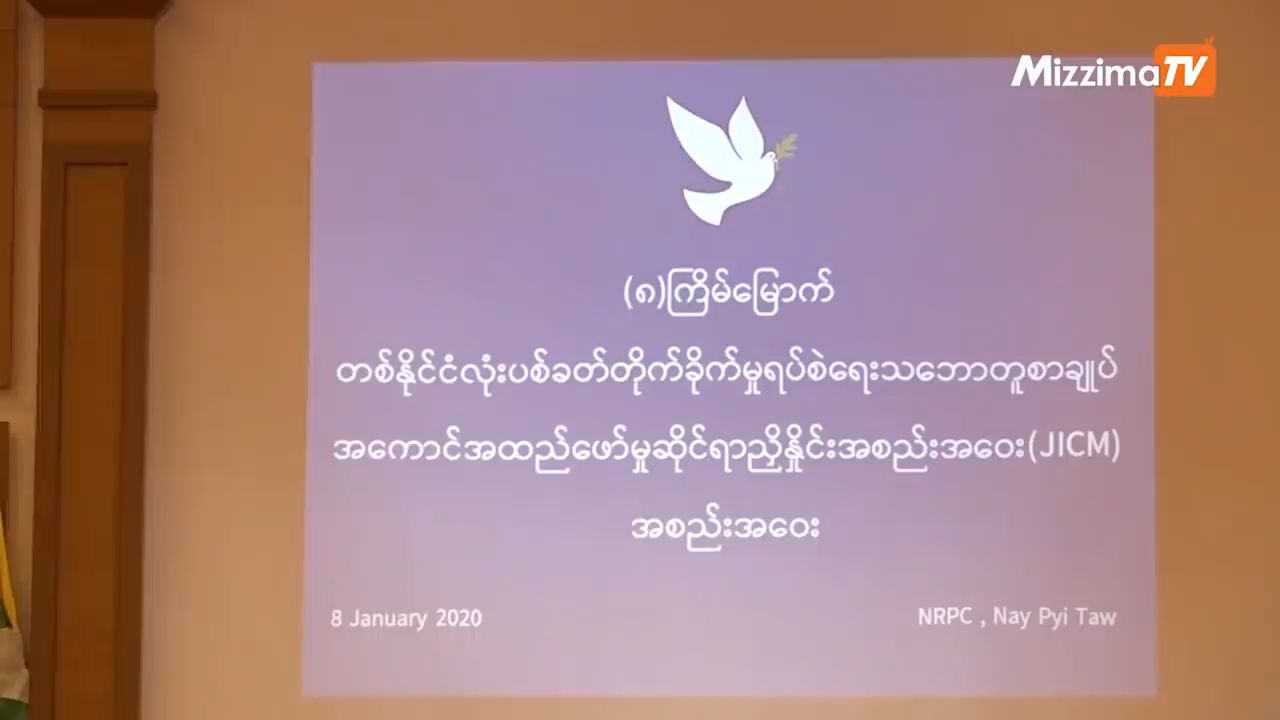 MizzimaTV
(၈)ကြိမ်မြောက်
တစ်နိုင်ငံလုံးပစ်ခတ်တိုက်ခိုက်မှုရပ်စဲရေးသဘောတူစာချုပ်
အကောင်အထည်ဖော်မှုဆိုင်ရာညှိနှိုင်းအစည်းအဝေး(JICM)
အစည်းအဝေး
8 January 2020
NRPC , Nay Pyi Taw